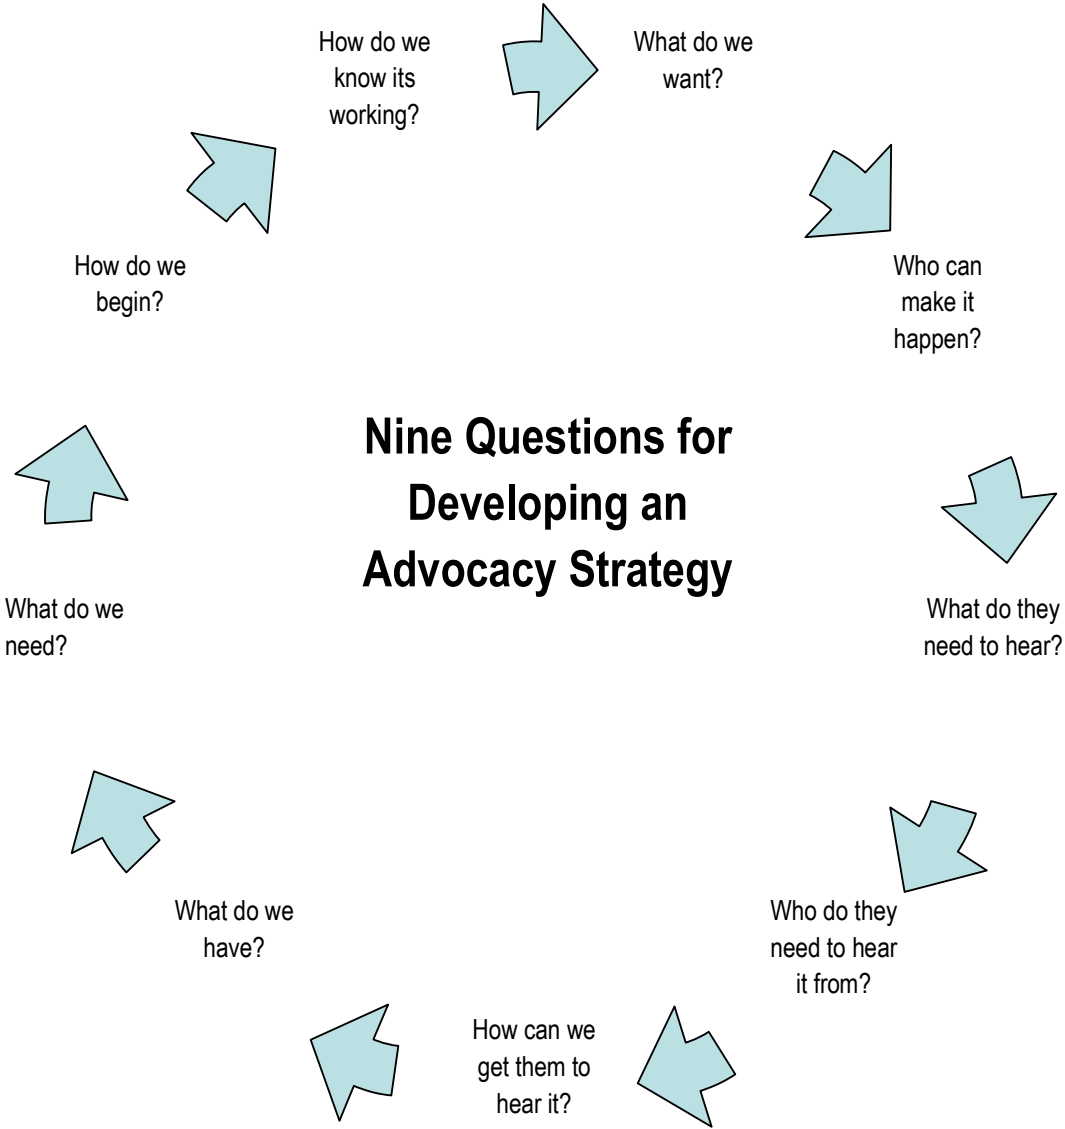 How do we
know its
working?
What do we
want?
Who can
make it
happen?
What do they
need to hear?
Who do they
need to hear
it from?
How can we
get them to
hear it?
What do we
have?
What do we
need?
How do we
begin?
Nine Questions for
Developing an
Advocacy Strategy